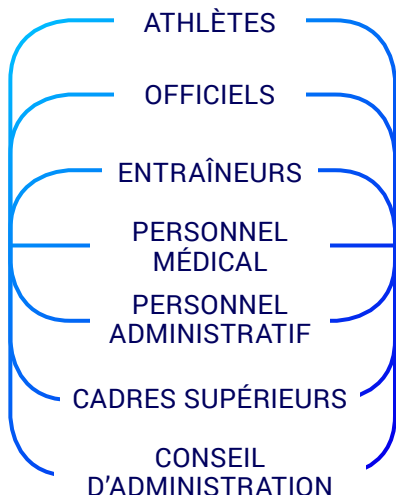 ATHLÈTES
OFFICIELS
ENTRAÎNEURS
PERSONNEL
MÉDICAL
PERSONNEL
ADMINISTRATIF
CADRES SUPÉRIEURS
CONSEIL
D'ADMINISTRATION